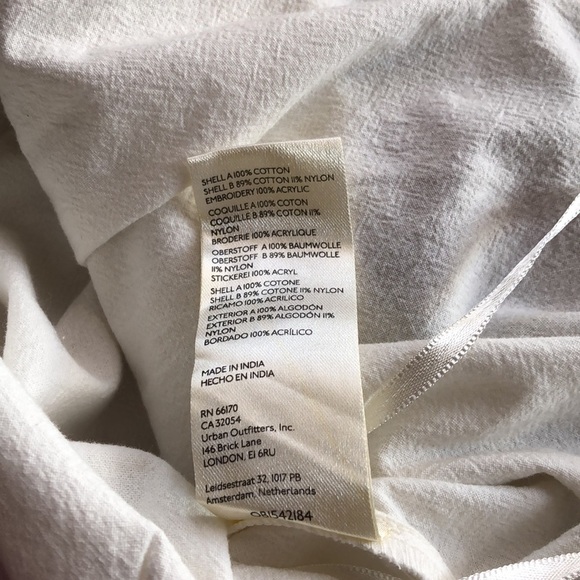 SHELL A 100% COTTON
SHELL B 89% COTTON 11% NYLON
EMBROIDERY 100% ACRYLIC
COQUILLE A 100% COTON
COQUILLE B 89% COTON 11%
NYLON
BRODERIE 100% ACRYLIQUE
OBERSTOFF A 100% BAUMWOLLE
OBERSTOFF B 89% BAUMWOLLE
11% NYLON
STICKEREI 100% ACRYL
SHELL A 100% COTONE
SHELL B 89% COTONE 11% NYLON
RICAMO 100% ACRILICO
EXTERIOR A 100% ALGODÓN
EXTERIOR B 89% ALGODÓN 11%
NYLON
BORDADO 100% ACRÍLICO
MADE IN INDIA
HECHO EN INDIA
RN 66170
CA 32054
Urban Outfitters, Inc.
146 Brick Lane
LONDON, E1 6RU
Leidsestraat 32, 1017 PB
Amsterdam, Netherlands
OB1542184